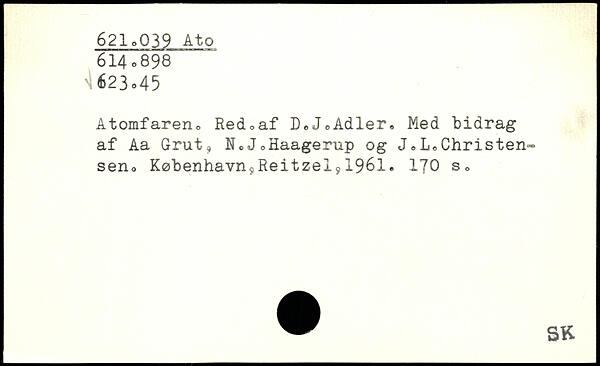 621.039 Ato
614.898
623.45
Atomfaren. Red.af D.J.Adler. Med bidrag
af Aa Grut, N.J.Haagerup og J.L.Christen-
sen. København,Reitzel,1961. 170 s.
SK